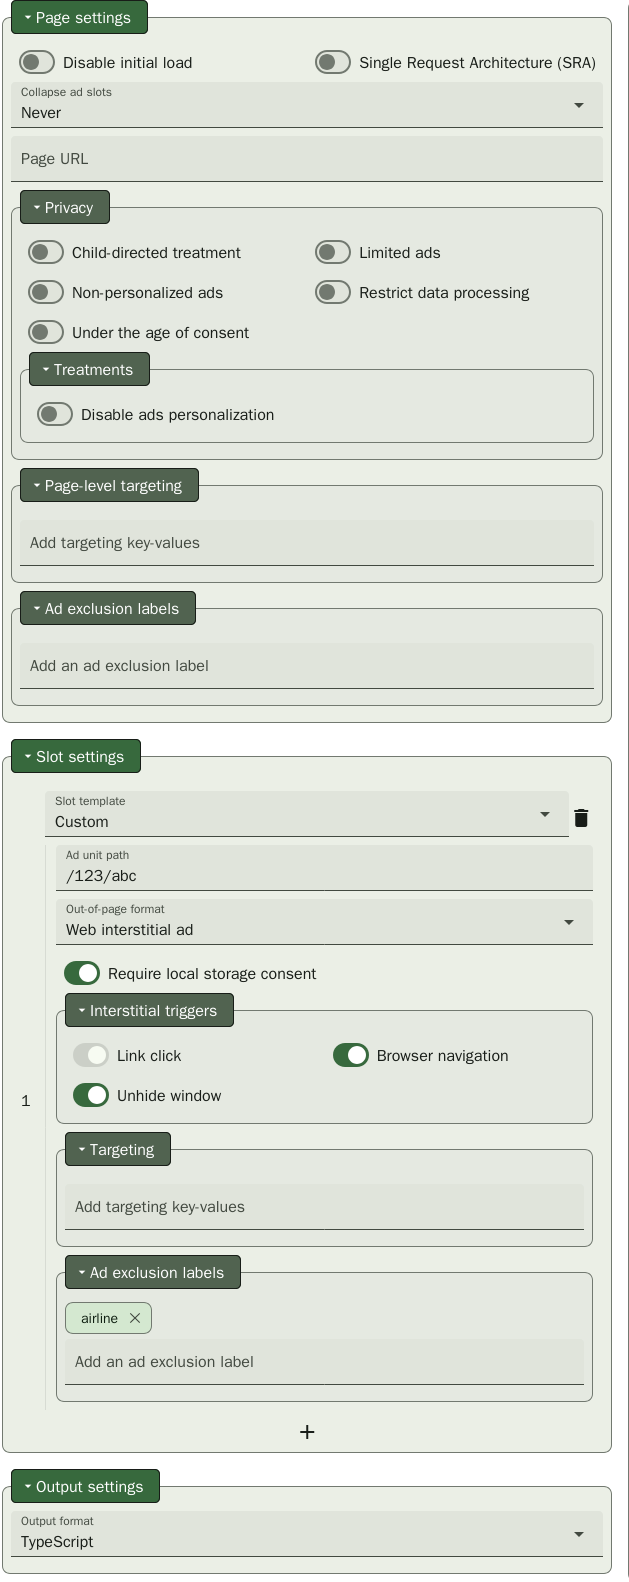 Page settings
Disable initial load
Single Request Architecture (SRA)
Collapse ad slots
Never
Page URL
Privacy
Child-directed treatment
Limited ads
Non-personalized ads
Restrict data processing
Under the age of consent
Treatments
Disable ads personalization
Page-level targeting
Add targeting key-values
Ad exclusion labels
Add an ad exclusion label
Slot settings
Slot template
Custom
Ad unit path
/123/abc
Out-of-page format
Web interstitial ad
Require local storage consent
Interstitial triggers
Link click
Browser navigation
Unhide window
1
Targeting
Add targeting key-values
Ad exclusion labels
airline
Add an ad exclusion label
Output settings
Output format
TypeScript